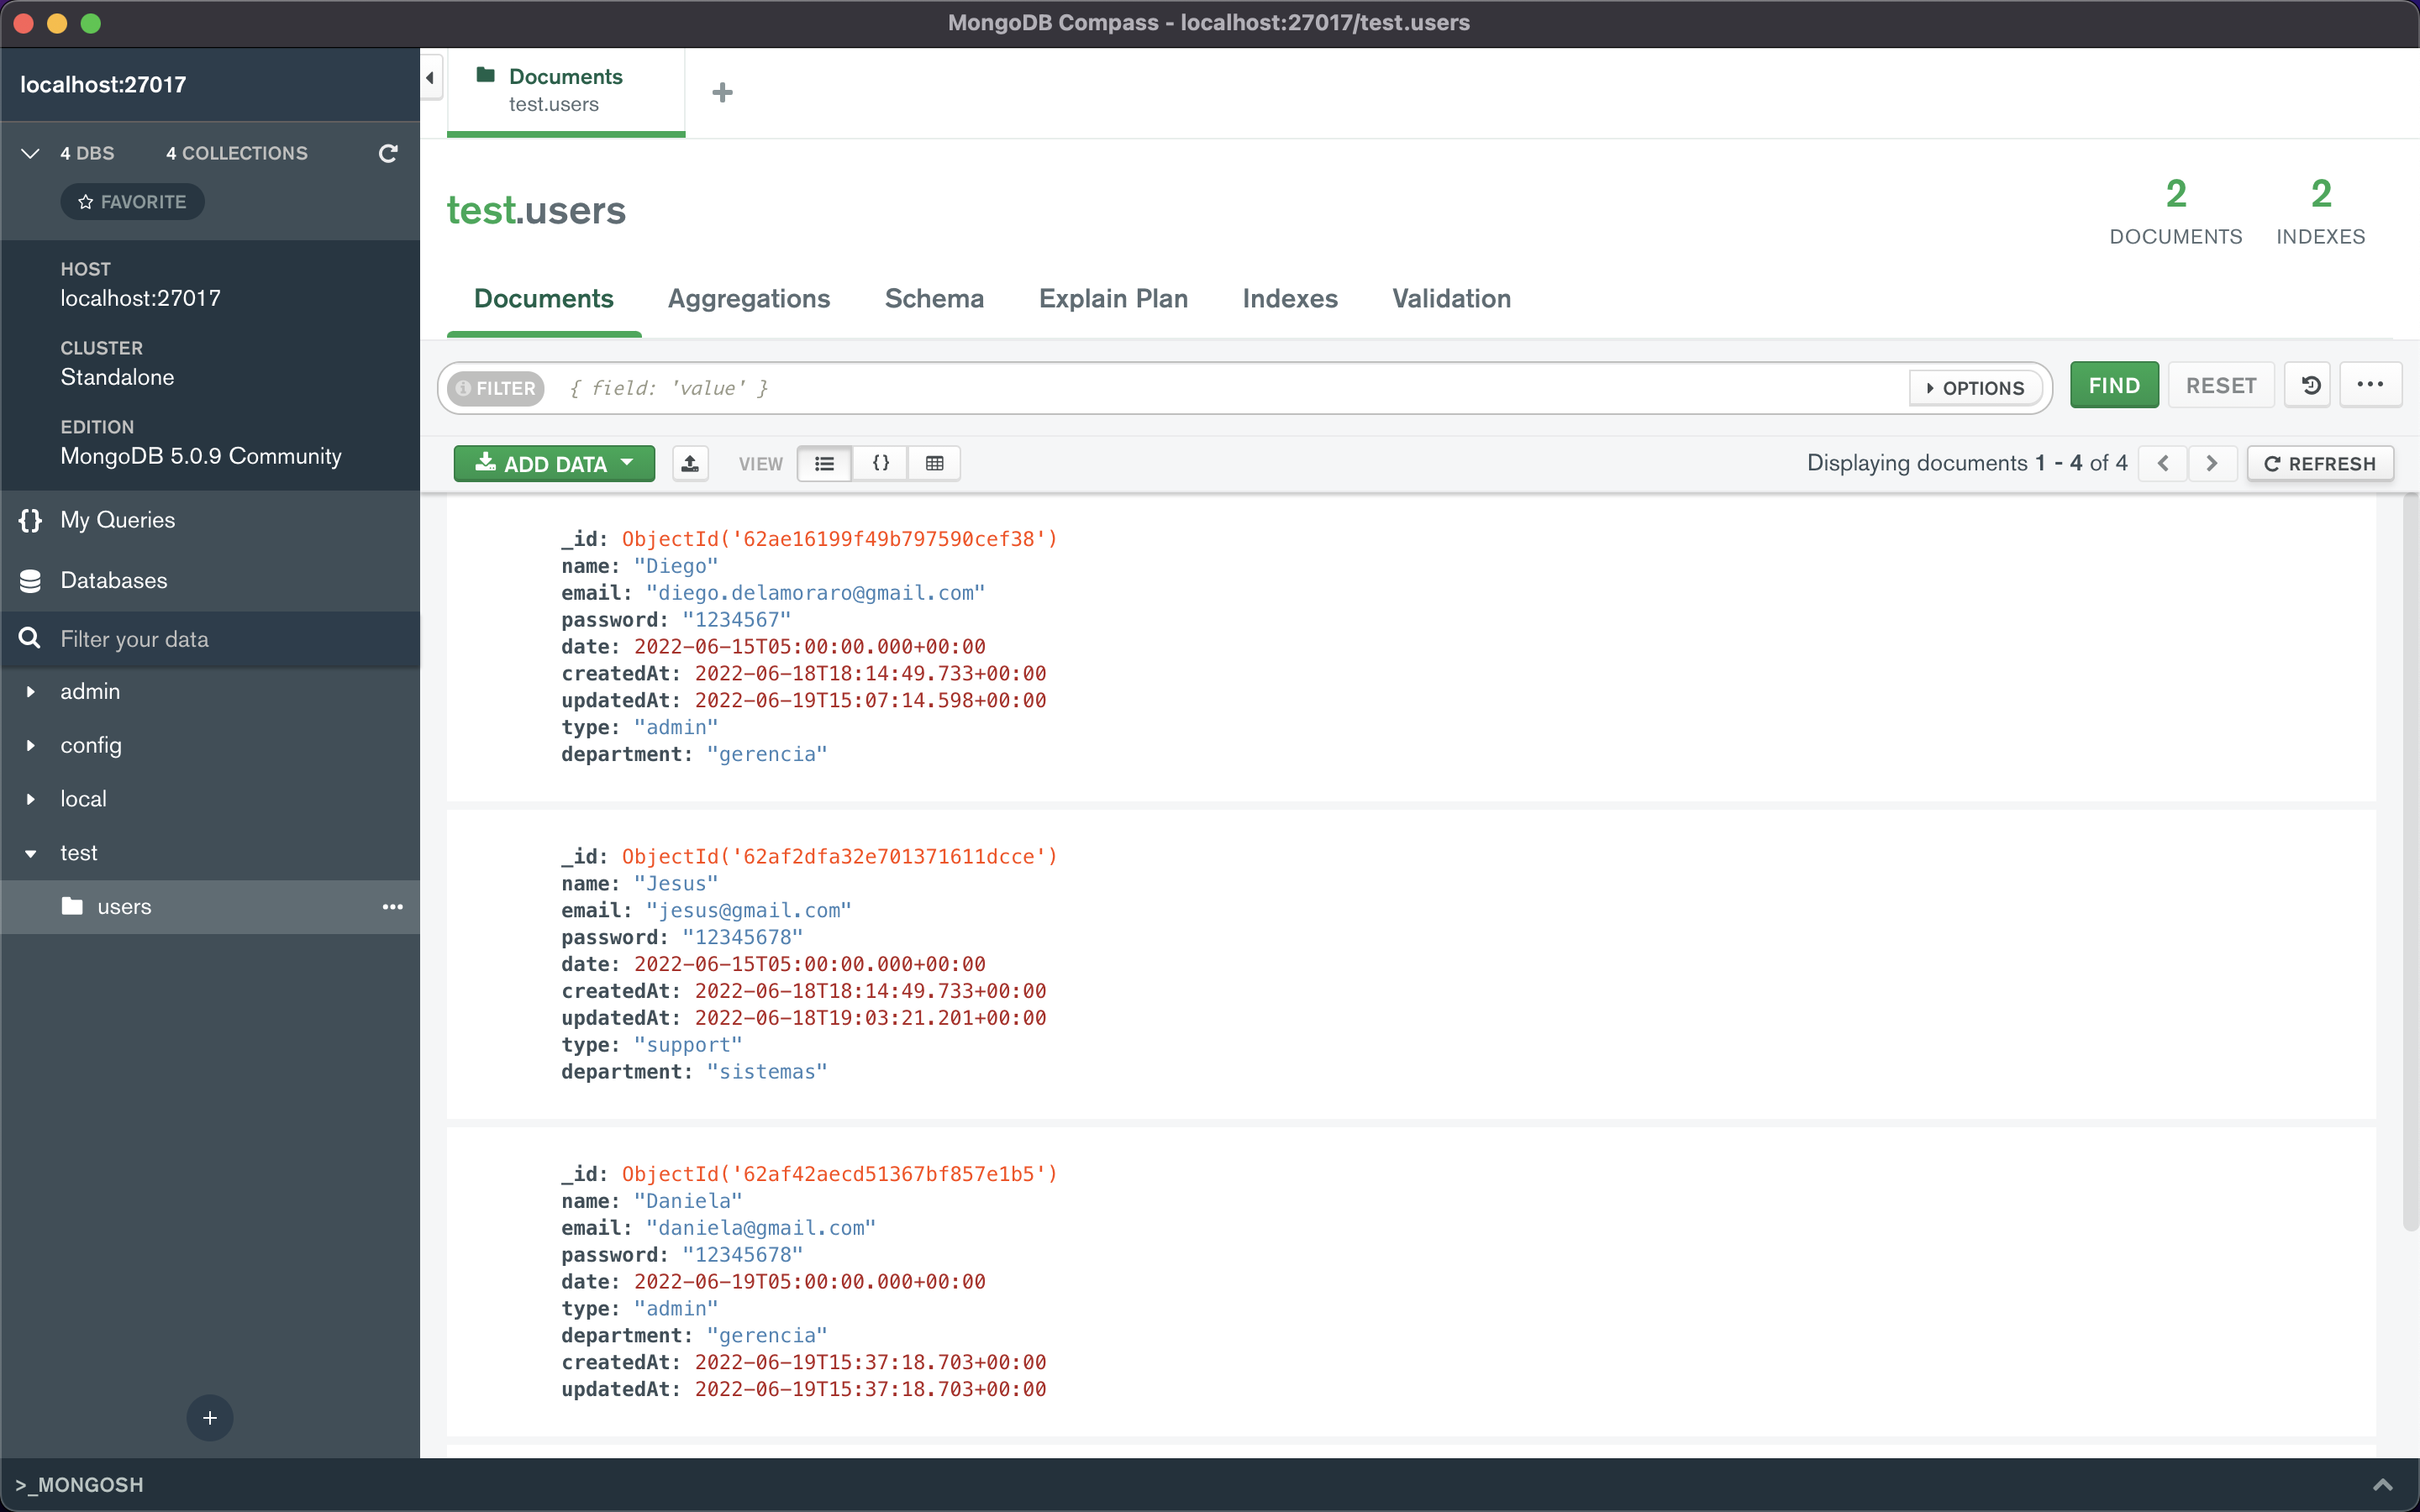 MongoDB Compass - localhost:27017/test.users
localhost:27017
4 DBS 4 COLLECTIONS
FAVORITE
HOST
localhost:27017
CLUSTER
Standalone
EDITION
MongoDB 5.0.9 Community
My Queries
Databases
Filter your data
admin
config
local
test
users
Documents
test.users
test.users
2
DOCUMENTS
2
INDEXES
Documents Aggregations Schema Explain Plan Indexes Validation
FILTER { field: 'value' } OPTIONS FIND RESET
ADD DATA VIEW {} Displaying documents 1 - 4 of 4 REFRESH
_id: ObjectId('62ae16199f49b797590cef38')
name: "Diego"
email: "diego.delamoraro@gmail.com"
password: "1234567"
date: 2022-06-15T05:00:00.000+00:00
createdAt: 2022-06-18T18:14:49.733+00:00
updatedAt: 2022-06-19T15:07:14.598+00:00
type: "admin"
department: "gerencia"
_id: ObjectId('62af2dfa32e701371611dcce')
name: "Jesus"
email: "jesus@gmail.com"
password: "12345678"
date: 2022-06-15T05:00:00.000+00:00
createdAt: 2022-06-18T18:14:49.733+00:00
updatedAt: 2022-06-18T19:03:21.201+00:00
type: "support"
department: "sistemas"
_id: ObjectId('62af42aecd51367bf857e1b5')
name: "Daniela"
email: "daniela@gmail.com"
password: "12345678"
date: 2022-06-19T05:00:00.000+00:00
type: "admin"
department: "gerencia"
createdAt: 2022-06-19T15:37:18.703+00:00
updatedAt: 2022-06-19T15:37:18.703+00:00
>_MONGOSH